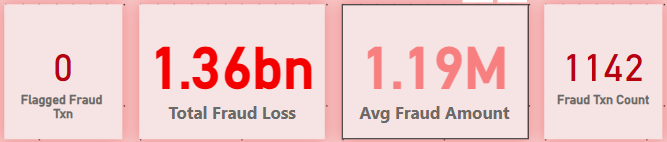 0
Flagged Fraud
Txn
1.36bn
Total Fraud Loss
1.19M
Avg Fraud Amount
1142
Fraud Txn Count